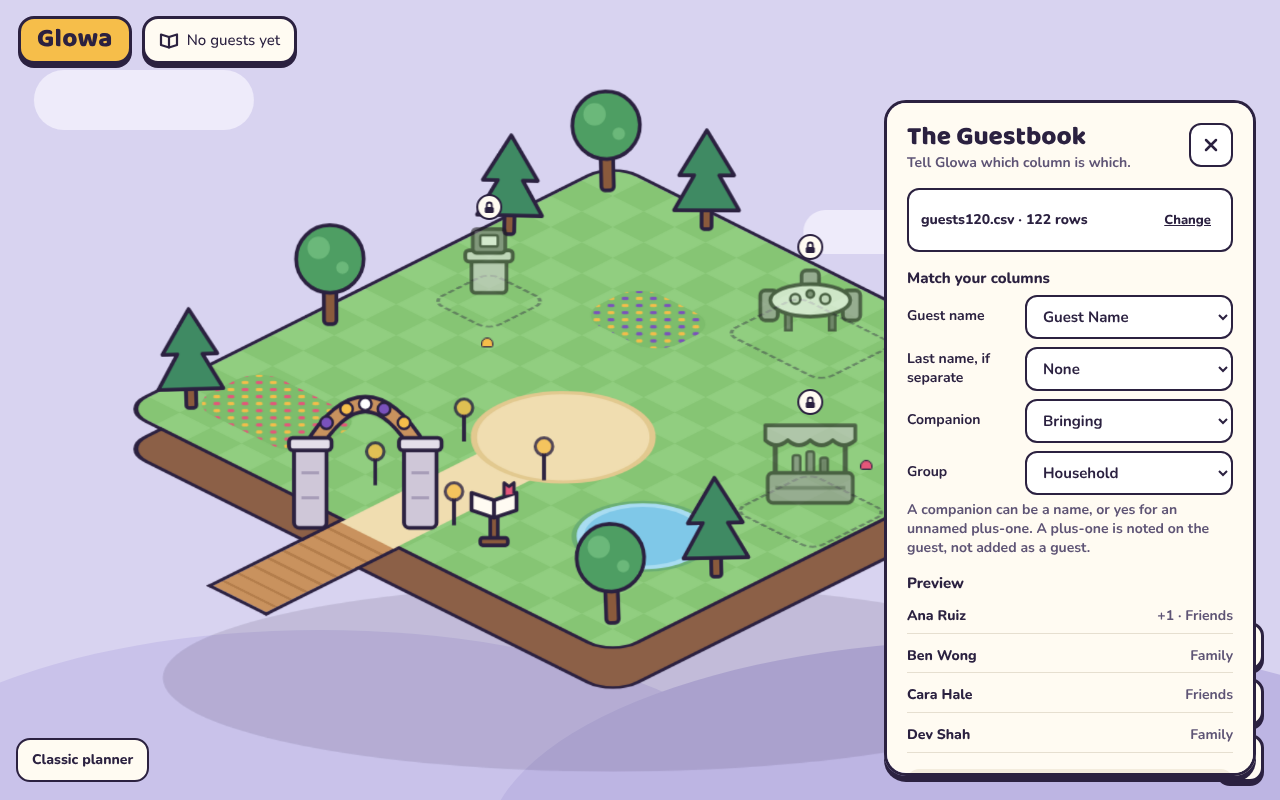 Glowa
No guests yet
The Guestbook
Tell Glowa which column is which.
guests120.csv · 122 rows
Change
Match your columns
Guest name
Guest Name
Last name, if
separate
None
Companion
Bringing
Group
Household
A companion can be a name, or yes for an
unnamed plus-one. A plus-one is noted on the
guest, not added as a guest.
Preview
Ana Ruiz
+1 · Friends
Ben Wong
Family
Cara Hale
Friends
Dev Shah
Family
Classic planner